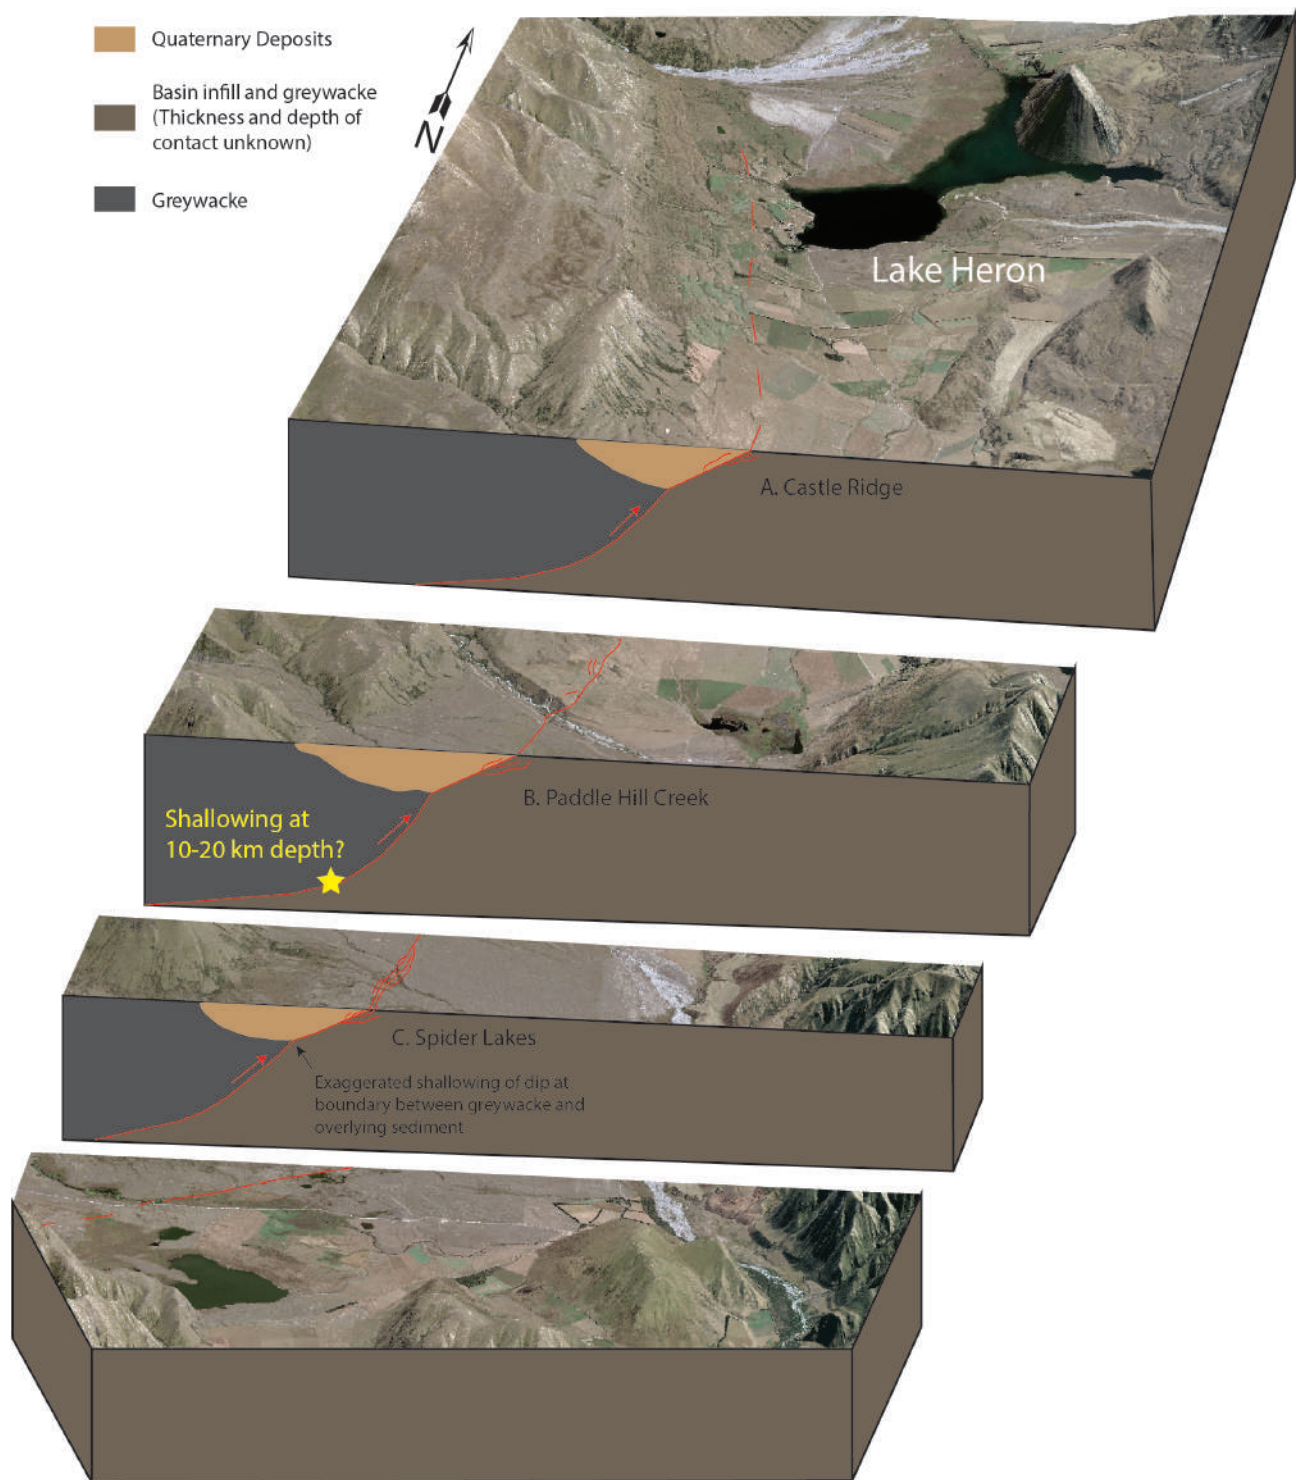 Quaternary Deposits
Basin infill and greywacke
(Thickness and depth of
contact unknown)
Greywacke
N
Lake Heron
A. Castle Ridge
B. Paddle Hill Creek
Shallowing at
10-20 km depth?
C. Spider Lakes
Exaggerated shallowing of dip at
boundary between greywacke and
overlying sediment